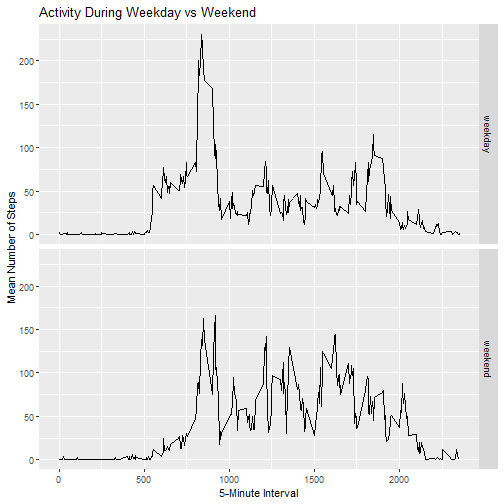 Activity During Weekday vs Weekend
Mean Number of Steps
200
150
100
50
0
weekday
200
150
100
50
0
weekend
0 500 1000 1500 2000
5-Minute Interval